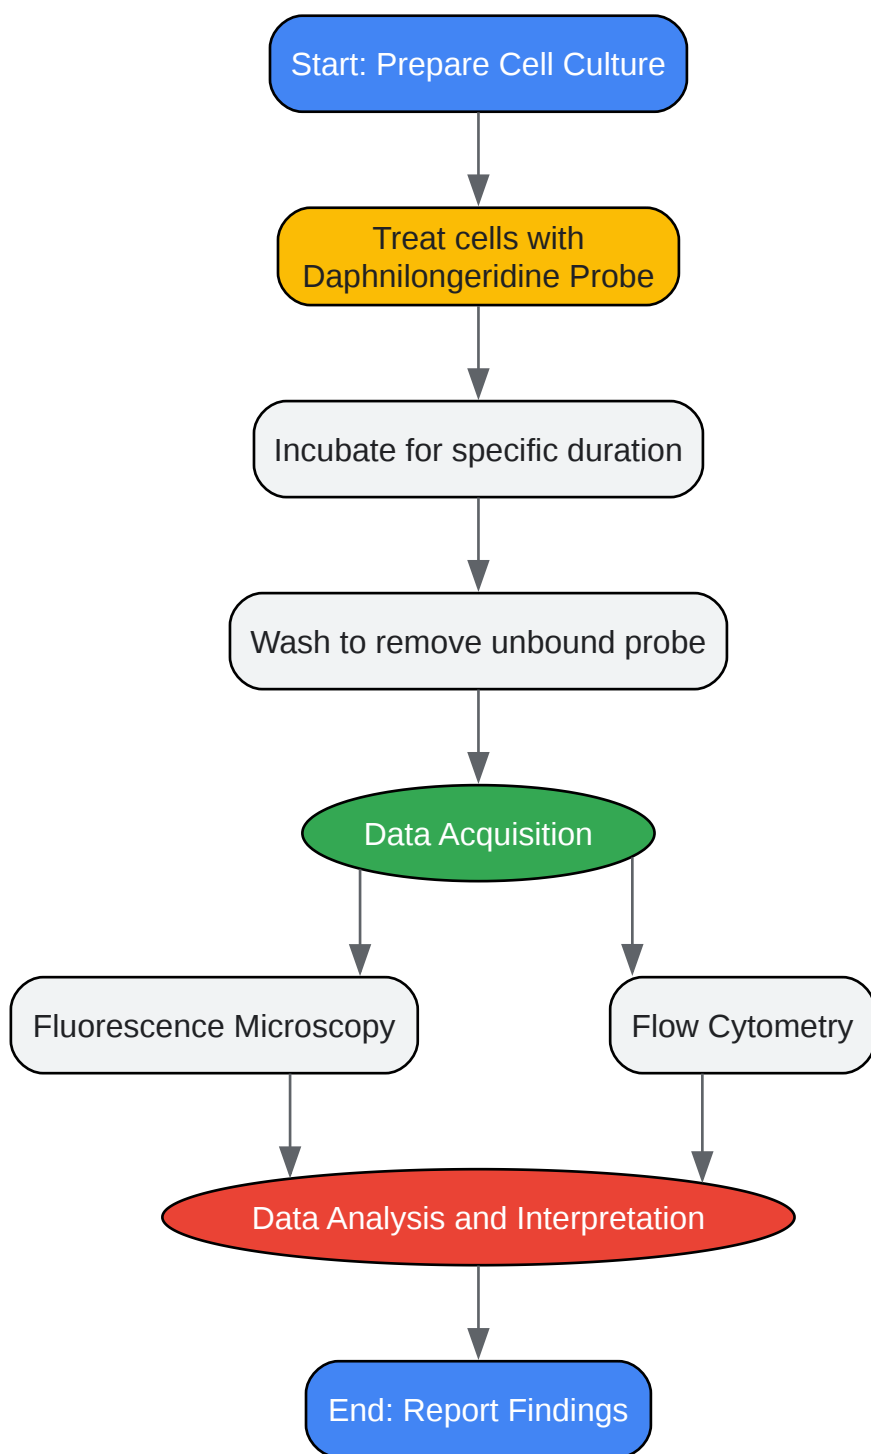 Start: Prepare Cell Culture
Treat cells with
Daphnilongeridine Probe
Incubate for specific duration
Wash to remove unbound probe
Data Acquisition
Fluorescence Microscopy
Flow Cytometry
Data Analysis and Interpretation
End: Report Findings